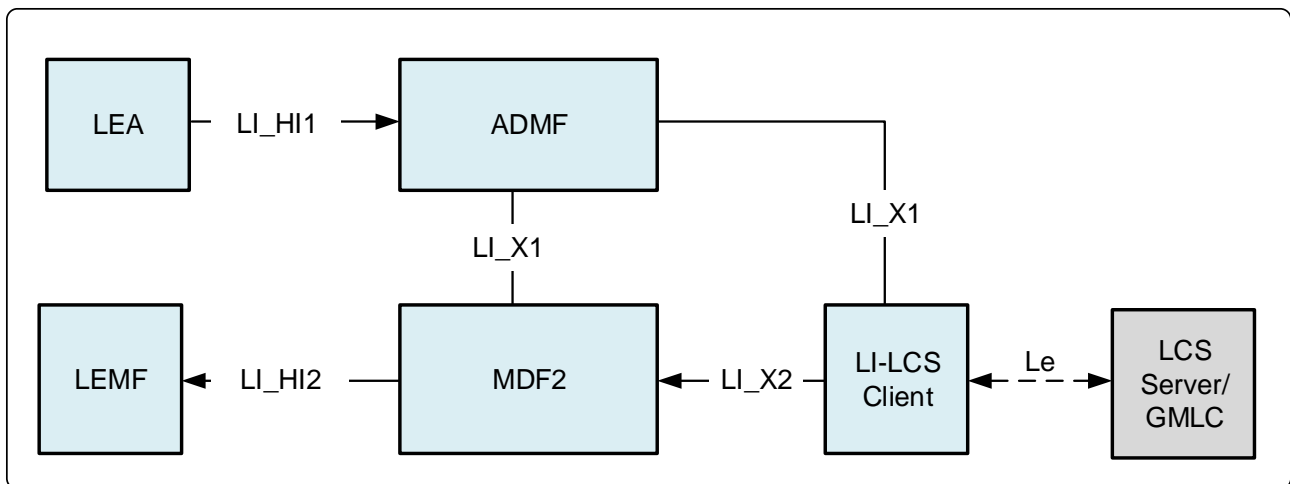 LEA
LI_HI1
ADMF
LI_X1
LI_X1
LEMF
LI_HI2
MDF2
LI_X2
LI-LCS
Client
Le
LCS
Server/
GMLC